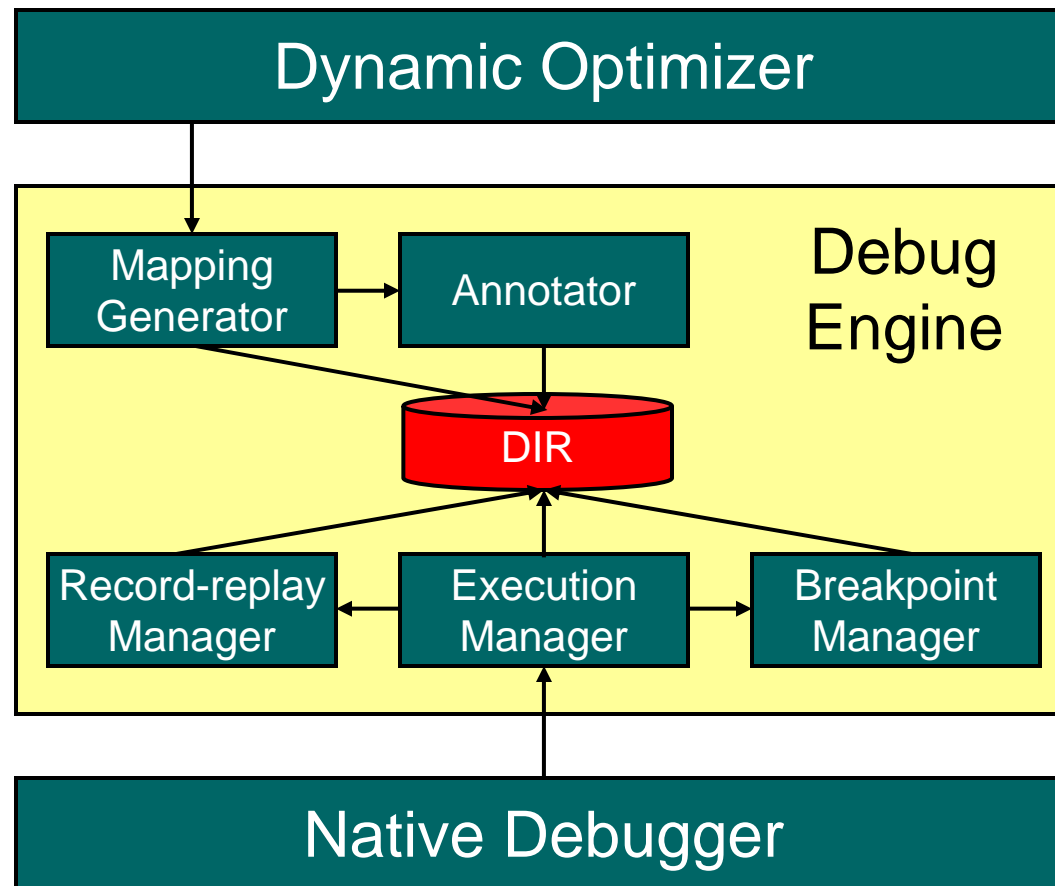 Dynamic Optimizer
Debug
Engine
Mapping
Generator
Annotator
DIR
Record-replay
Manager
Execution
Manager
Breakpoint
Manager
Native Debugger